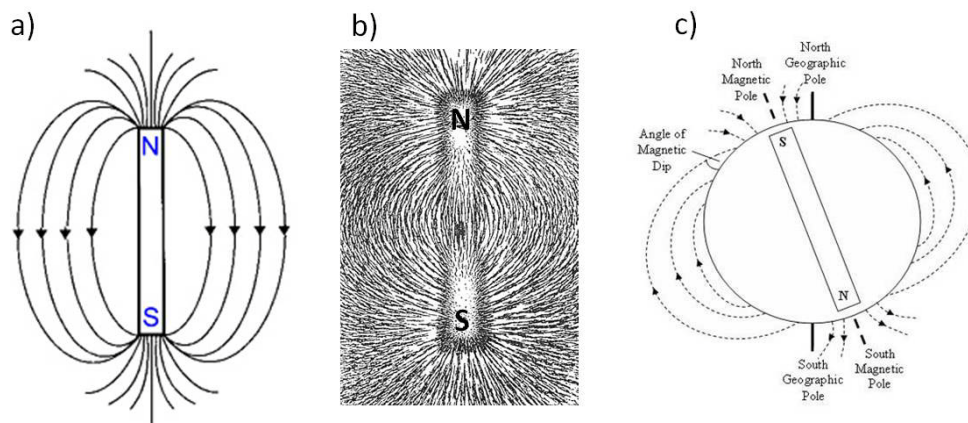 a)
N
S
b)
N
S
c)
North
Magnetic
Pole
North
Geographic
Pole
Angle of
Magnetic
Dip
S
N
South
Geographic
Pole
South
Magnetic
Pole